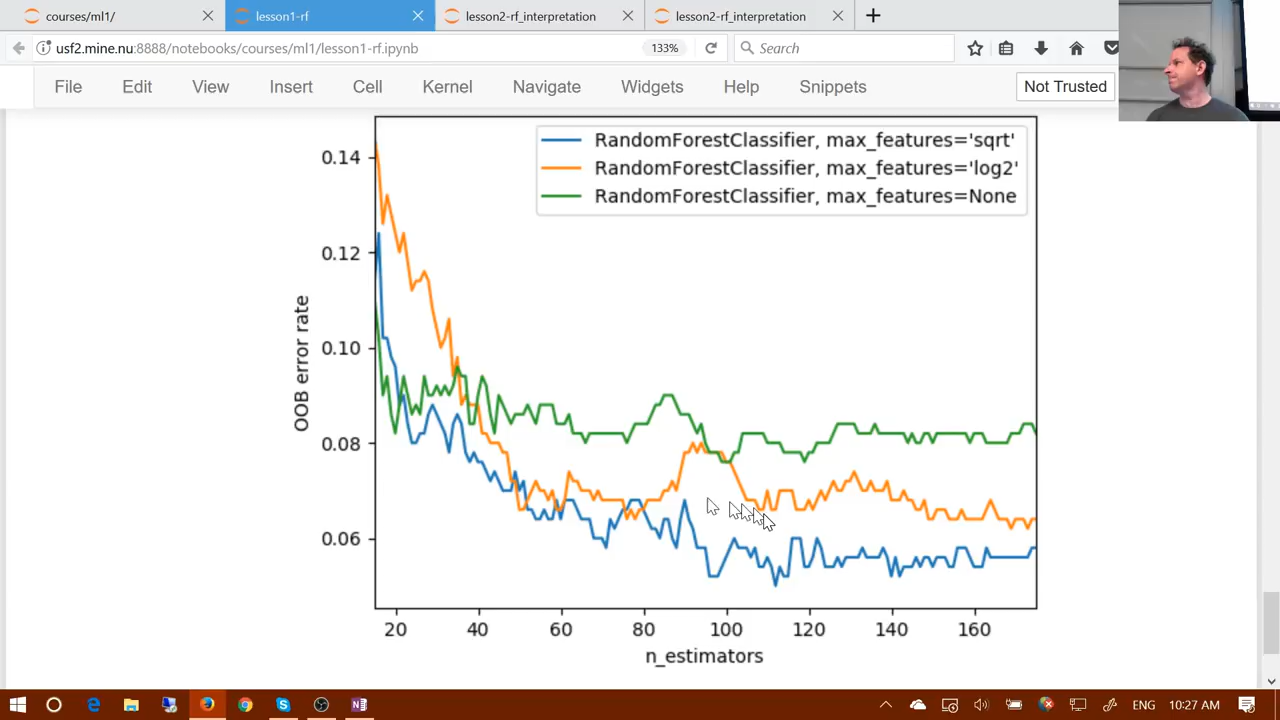 courses/ml1/
lesson1-rf
lesson2-rf_interpretation
lesson2-rf_interpretation
usf2.mine.nu:8888/notebooks/courses/ml1/lesson1-rf.ipynb
133%
Search
File
Edit
View
Insert
Cell
Kernel
Navigate
Widgets
Help
Snippets
Not Trusted
RandomForestClassifier, max_features='sqrt'
RandomForestClassifier, max_features='log2'
RandomForestClassifier, max_features=None
0.14
0.12
0.10
0.08
0.06
OOB error rate
20
40
60
80
100
120
140
160
n_estimators
ENG
10:27 AM